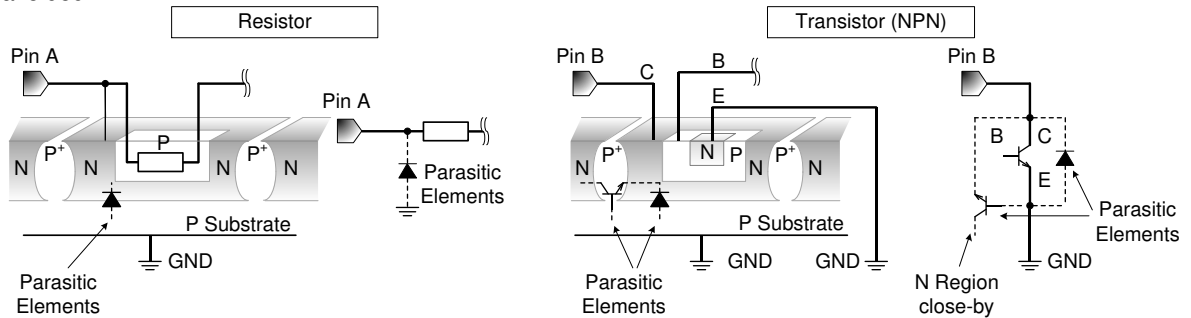 Resistor
Transistor (NPN)
Pin A
Pin A
N
P+
N
P
N
P+
N
Parasitic
Elements
P Substrate
GND
Parasitic
Elements
Pin B
C
B
E
N
P+
N
N
P
P+
N
N
P Substrate
GND
GND
Parasitic
Elements
Pin B
B
C
E
Parasitic
Elements
GND
N Region
close-by